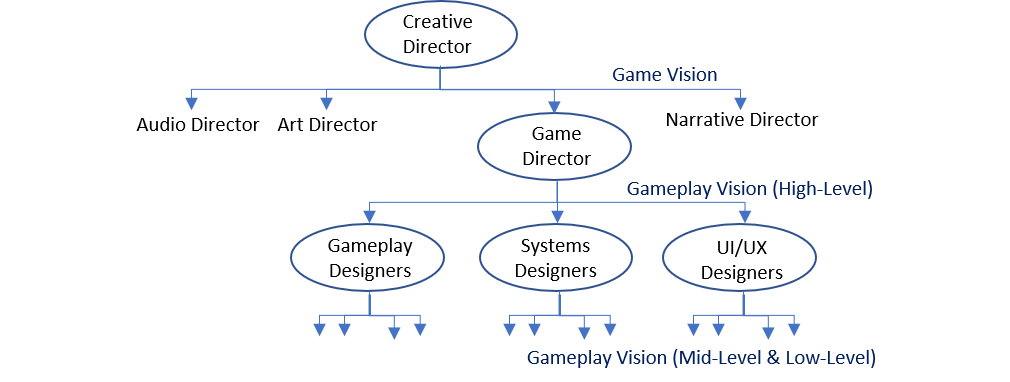 Creative
Director
Game Vision
Audio Director
Art Director
Narrative Director
Game
Director
Gameplay Vision (High-Level)
Gameplay
Designers
Systems
Designers
UI/UX
Designers
Gameplay Vision (Mid-Level & Low-Level)